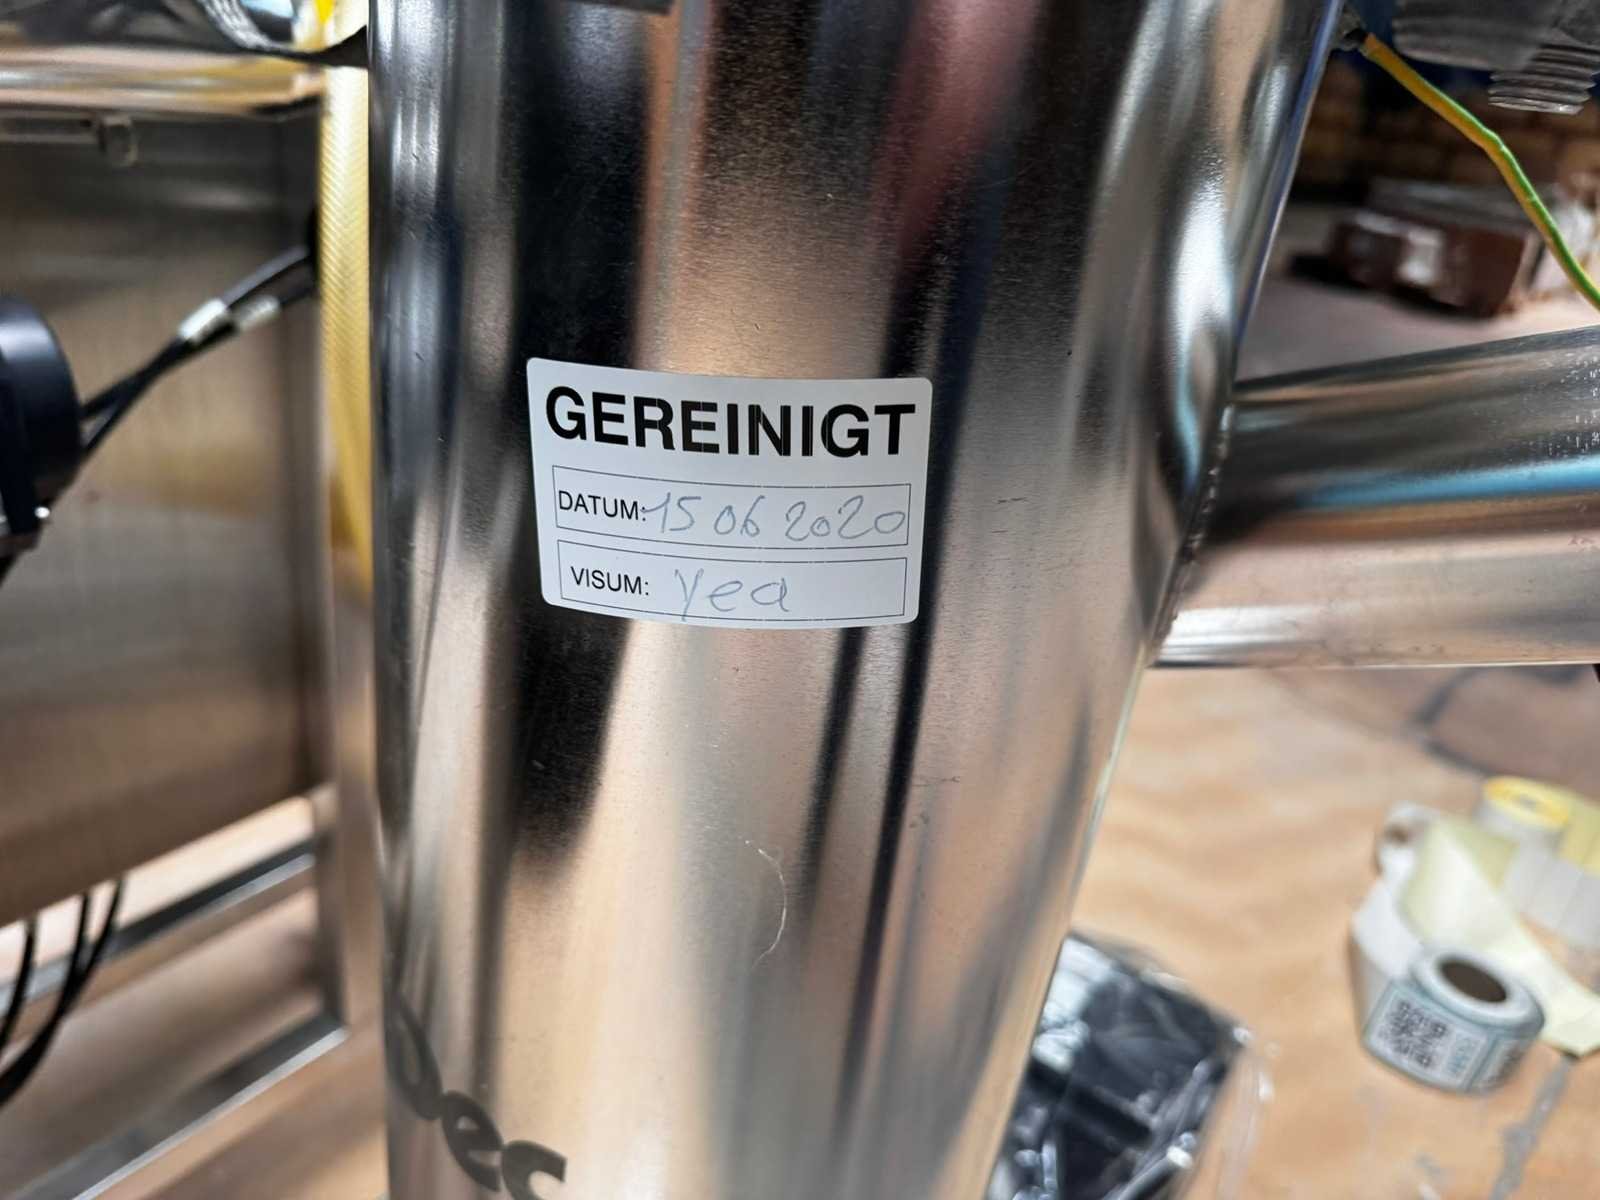 GEREINIGT
DATUM: 15 06 2020
VISUM: yea